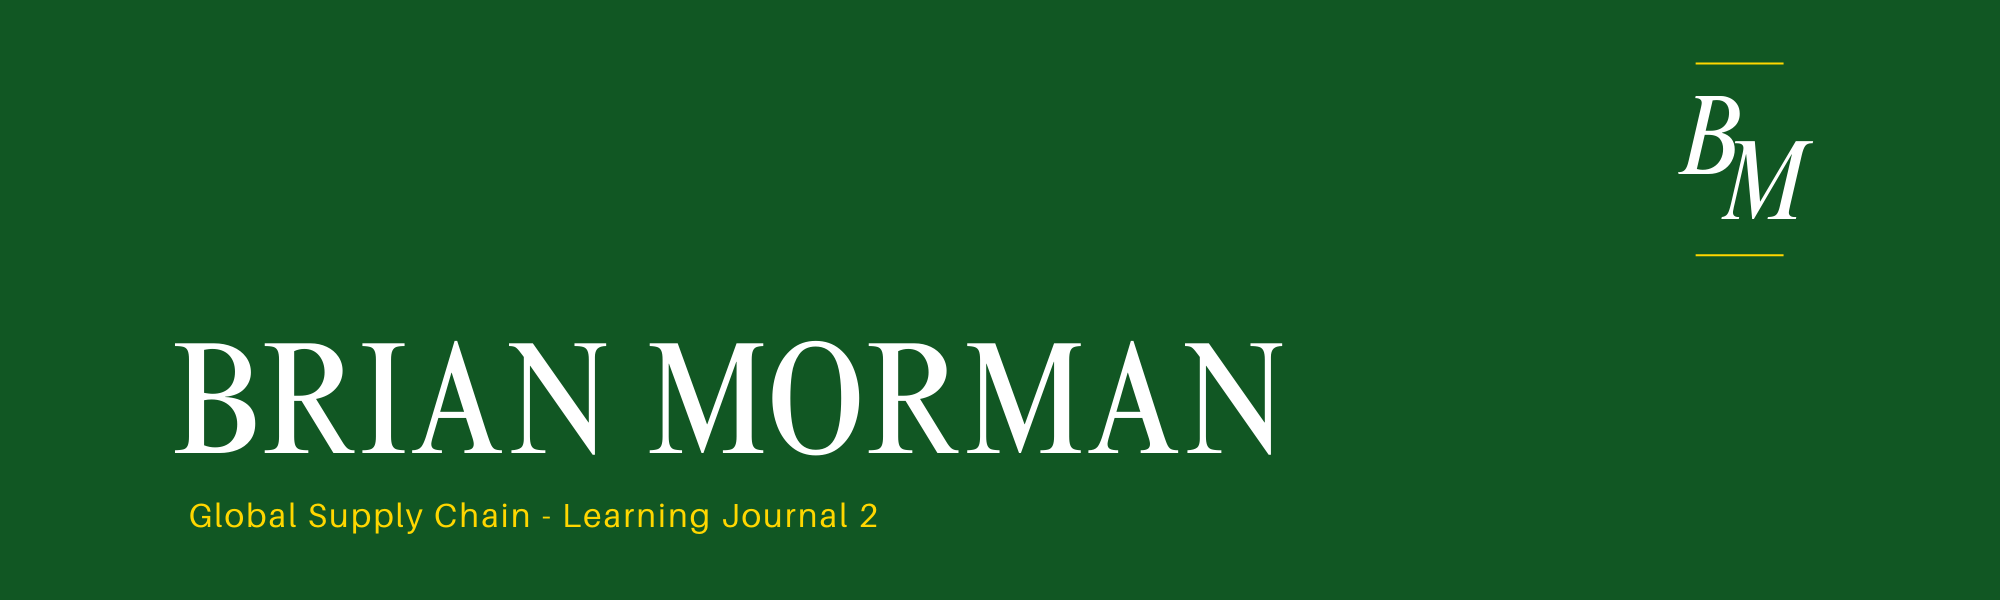 BM
BRIAN MORMAN
Global Supply Chain - Learning Journal 2